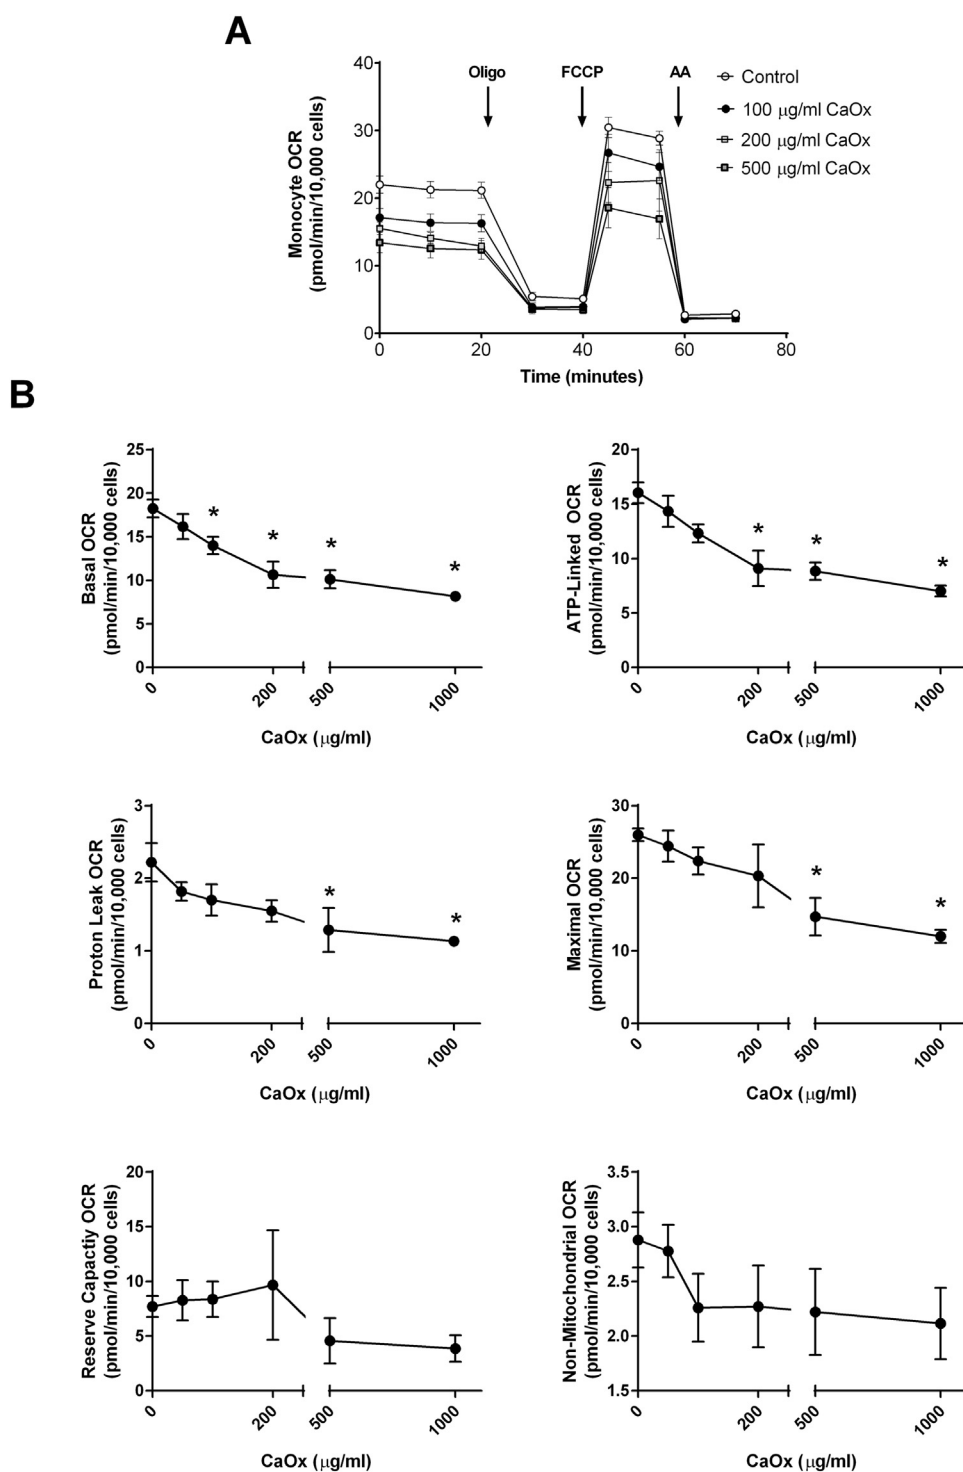 A
40
30
20
10
0
Monocyte OCR
(pmol/min/10,000 cells)
Oligo
FCCP
AA
Control
100 μg/ml CaOx
200 μg/ml CaOx
500 μg/ml CaOx
0 20 40 60 80
Time (minutes)
B
25
20
15
10
5
0
Basal OCR
(pmol/min/10,000 cells)
* * * *
0 200 500 1000
CaOx (μg/ml)
20
15
10
5
0
ATP-Linked OCR
(pmol/min/10,000 cells)
* * *
0 200 500 1000
CaOx (μg/ml)
3
2
1
0
Proton Leak OCR
(pmol/min/10,000 cells)
* *
0 200 500 1000
CaOx (μg/ml)
30
20
10
0
Maximal OCR
(pmol/min/10,000 cells)
* *
0 200 500 1000
CaOx (μg/ml)
20
15
10
5
0
Reserve Capactiy OCR
(pmol/min/10,000 cells)
0 200 500 1000
CaOx (μg/ml)
3.5
3.0
2.5
2.0
1.5
Non-Mitochondrial OCR
(pmol/min/10,000 cells)
0 200 500 1000
CaOx (μg/ml)